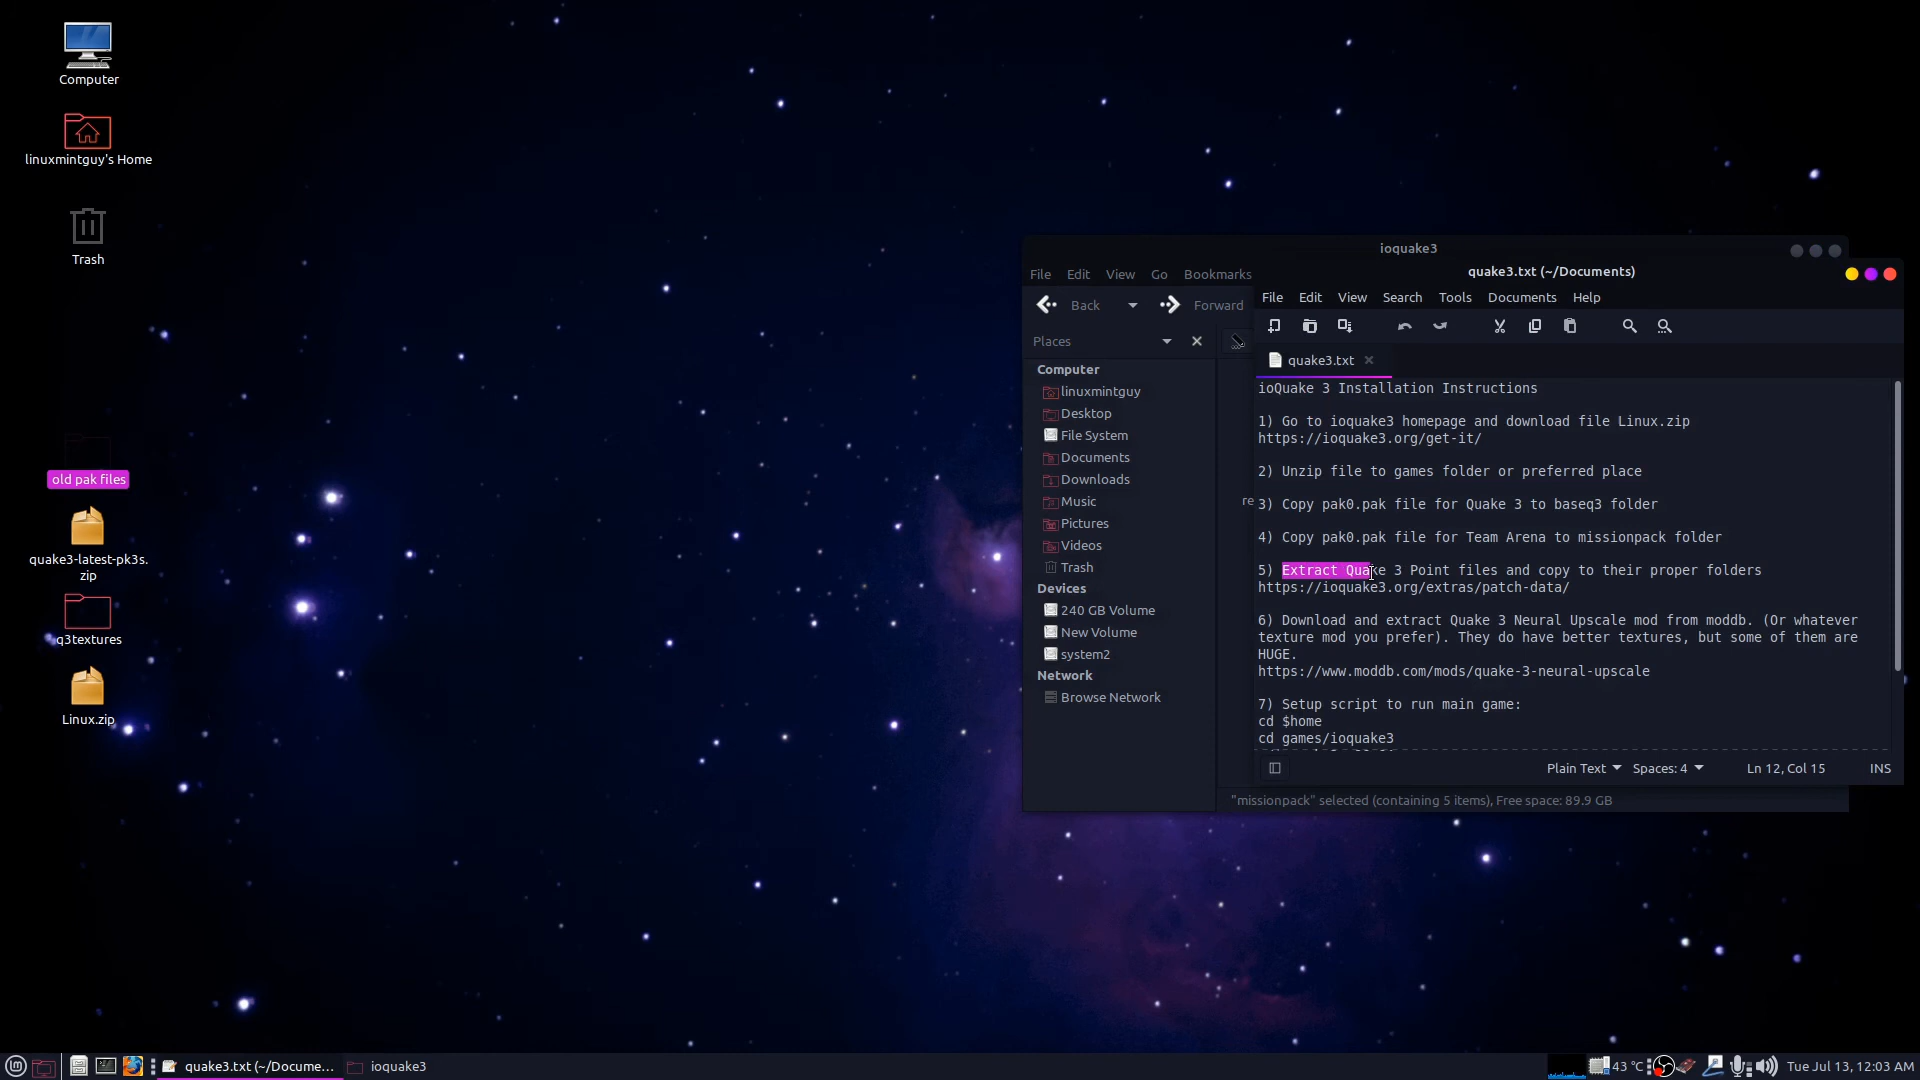 Computer
linuxmintguy's Home
Trash
old pak files
quake3-latest-pk3s.
zip
q3textures
Linux.zip
ioquake3
File Edit View Go Bookmarks
Back Forward
Places
Computer
linuxmintguy
Desktop
File System
Documents
Downloads
Music
Pictures
Videos
Trash
Devices
240 GB Volume
New Volume
system2
Network
Browse Network
re
"missionpack" selected (containing 5 items), Free space: 89.9 GB
quake3.txt (~/Documents)
File Edit View Search Tools Documents Help
quake3.txt
ioQuake 3 Installation Instructions
1) Go to ioquake3 homepage and download file Linux.zip
https://ioquake3.org/get-it/
2) Unzip file to games folder or preferred place
3) Copy pak0.pak file for Quake 3 to baseq3 folder
4) Copy pak0.pak file for Team Arena to missionpack folder
5) Extract Quake 3 Point files and copy to their proper folders
https://ioquake3.org/extras/patch-data/
6) Download and extract Quake 3 Neural Upscale mod from moddb. (Or whatever
texture mod you prefer). They do have better textures, but some of them are
HUGE.
https://www.moddb.com/mods/quake-3-neural-upscale
7) Setup script to run main game:
cd $home
cd games/ioquake3
Plain Text Spaces: 4 Ln 12, Col 15 INS
quake3.txt (~/Docume...
ioquake3
43 °C
Tue Jul 13, 12:03 AM